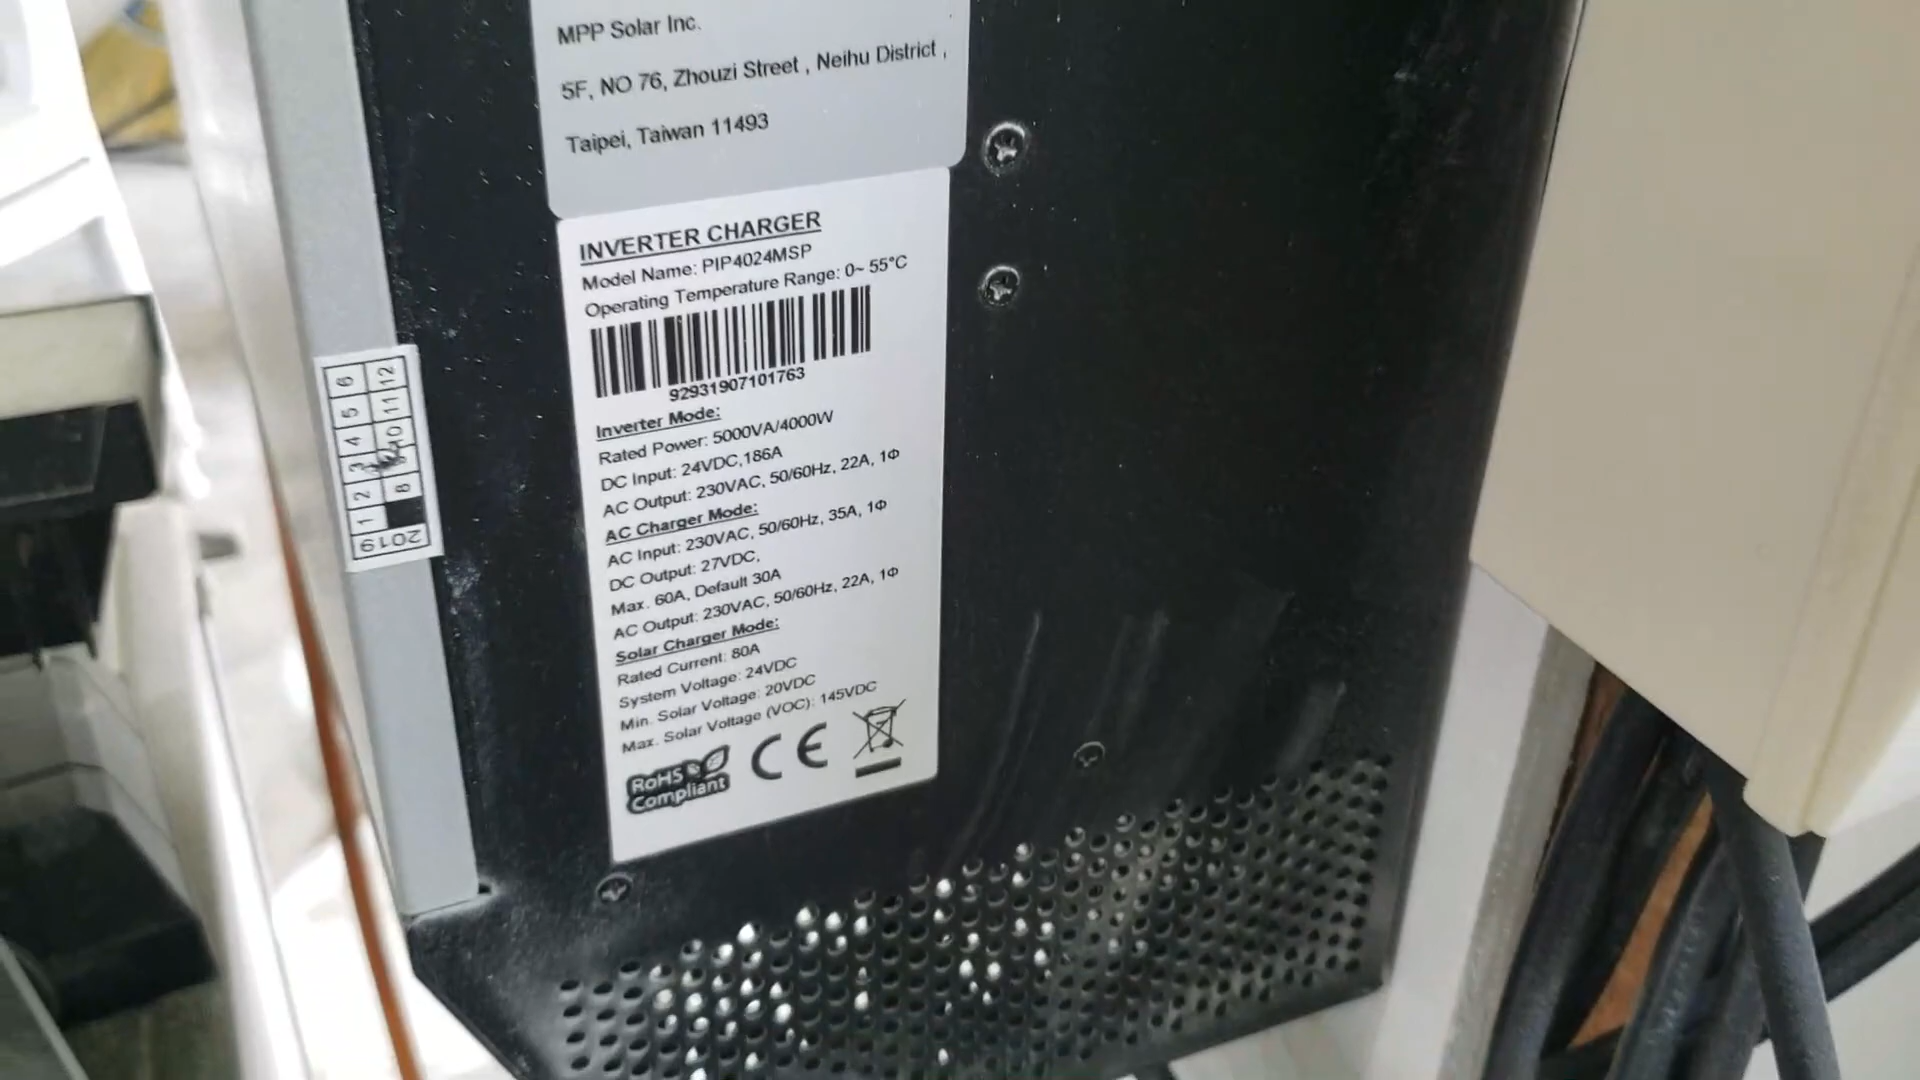 MPP Solar Inc.
5F, NO 76, Zhouzi Street , Neihu District ,
Taipei, Taiwan 11493
INVERTER CHARGER
Model Name: PIP4024MSP
Operating Temperature Range: 0~ 55°C
92931907101763
Inverter Mode:
Rated Power: 5000VA/4000W
DC Input: 24VDC,186A
AC Output: 230VAC, 50/60Hz, 22A, 1Φ
AC Charger Mode:
AC Input: 230VAC, 50/60Hz, 35A, 1Φ
DC Output: 27VDC,
Max. 60A, Default 30A
AC Output: 230VAC, 50/60Hz, 22A, 1Φ
Solar Charger Mode:
Rated Current: 80A
System Voltage: 24VDC
Min. Solar Voltage: 20VDC
Max. Solar Voltage (VOC): 145VDC
RoHS
Compliant
CE
2019
1 2 3 4 5 6
8 9 10 11 12